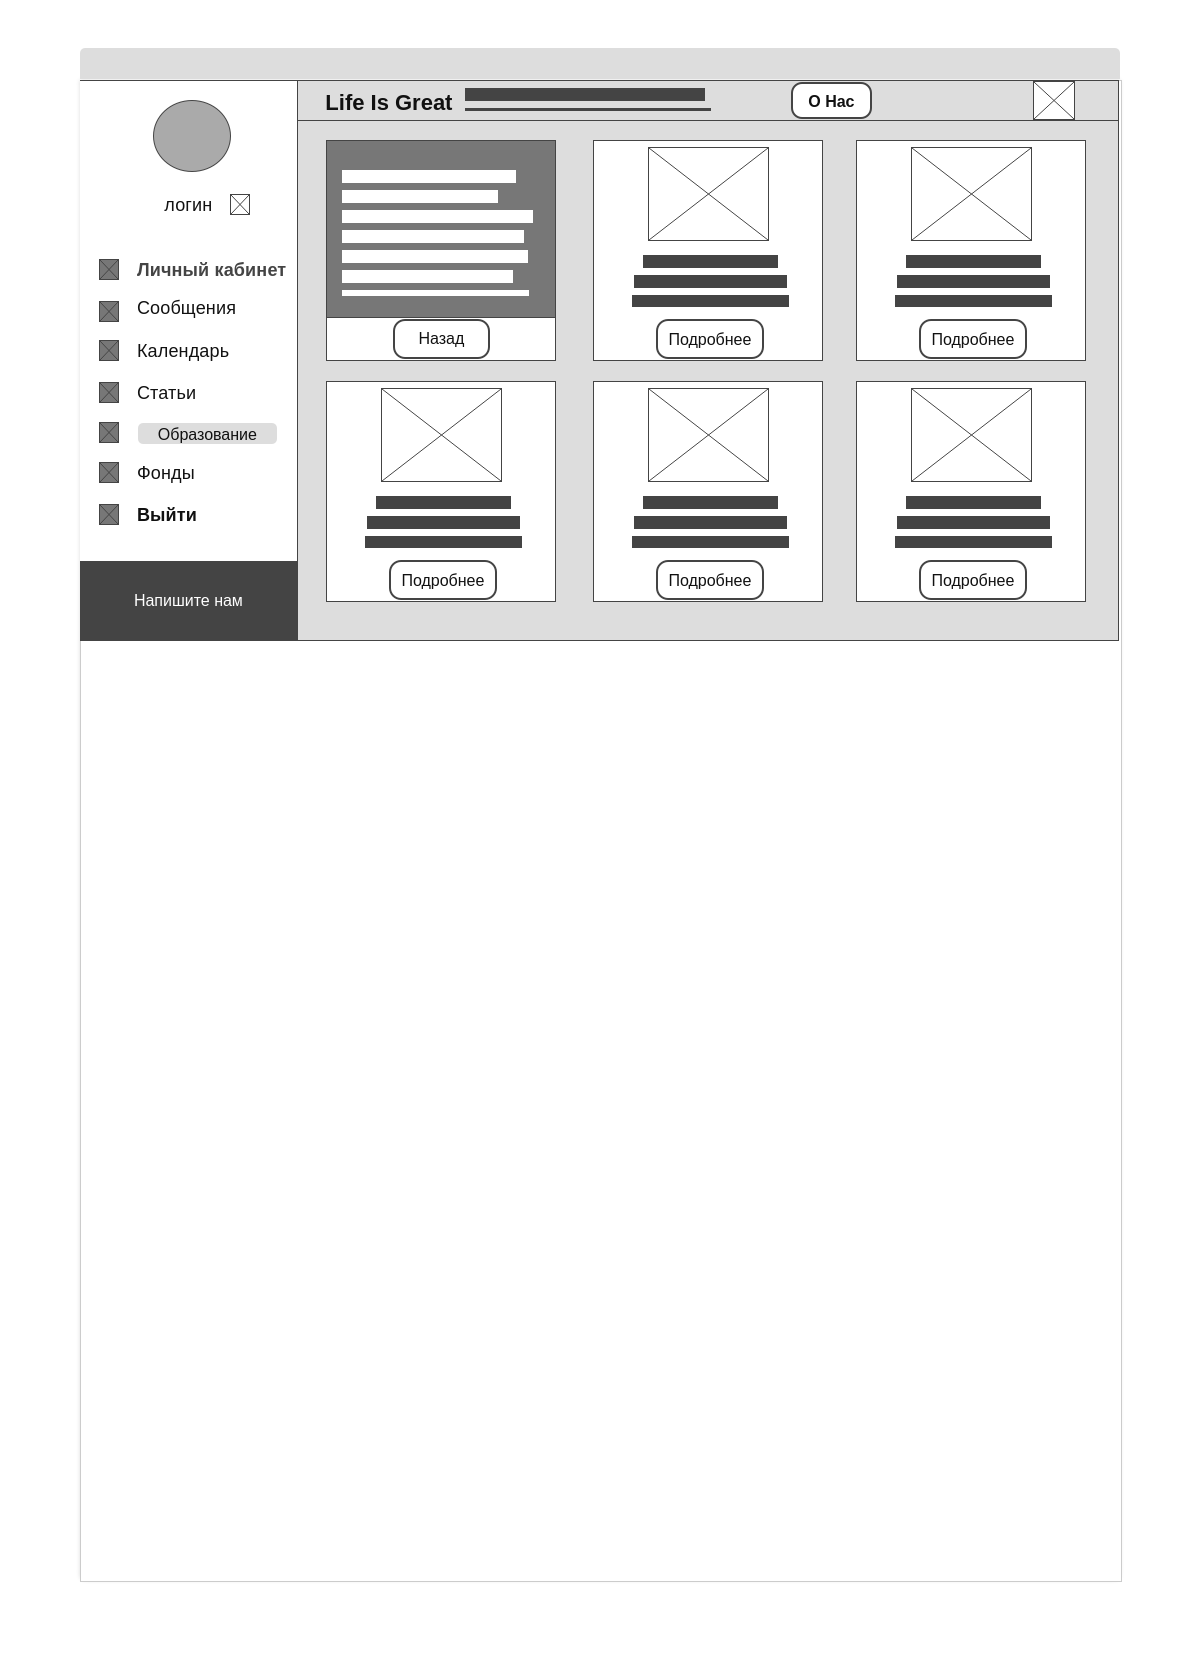 Life Is Great
О Нас
логин
Личный кабинет
Сообщения
Календарь
Статьи
Образование
Фонды
Выйти
Напишите нам
Назад
Подробнее
Подробнее
Подробнее
Подробнее
Подробнее